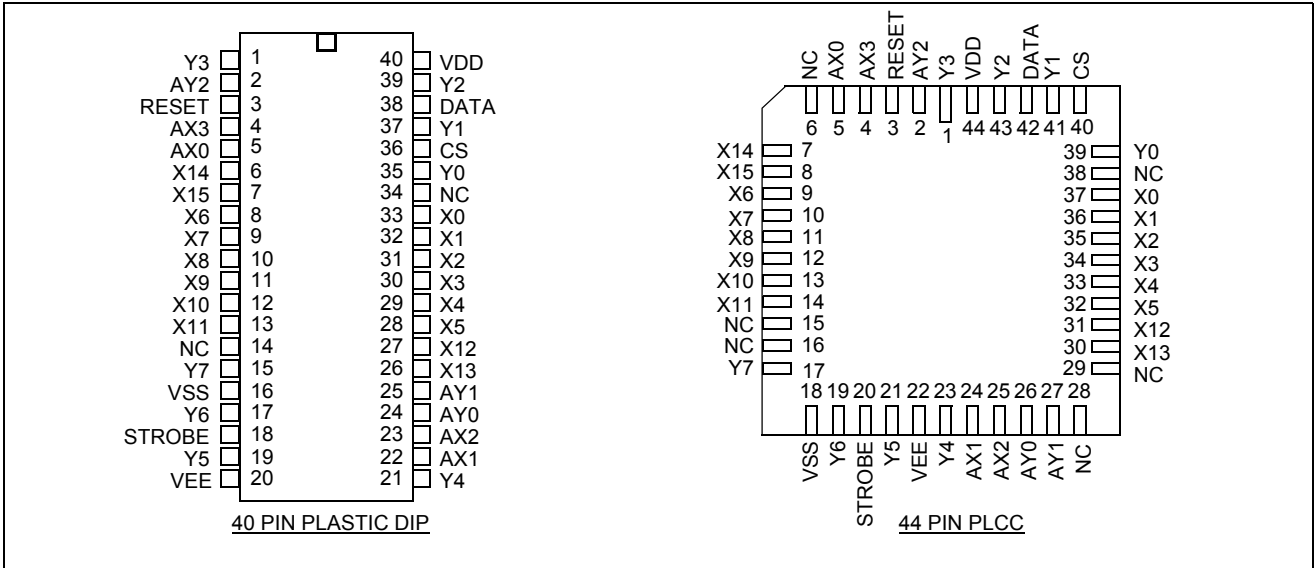 Y3 1 40 VDD
AY2 2 39 Y2
RESET 3 38 DATA
AX3 4 37 Y1
AX0 5 36 CS
X14 6 35 Y0
X15 7 34 NC
X6 8 33 X0
X7 9 32 X1
X8 10 31 X2
X9 11 30 X3
X10 12 29 X4
X11 13 28 X5
NC 14 27 X12
Y7 15 26 X13
VSS 16 25 AY1
Y6 17 24 AY0
STROBE 18 23 AX2
Y5 19 22 AX1
VEE 20 21 Y4
40 PIN PLASTIC DIP
NC AX0 AX3 RESET AY2 Y3 VDD Y2 DATA Y1 CS
6 5 4 3 2 1 44 43 42 41 40
X14 7 39 Y0
X15 8 38 NC
X6 9 37 X0
X7 10 36 X1
X8 11 35 X2
X9 12 34 X3
X10 13 33 X4
X11 14 32 X5
NC 15 31 X12
NC 16 30 X13
Y7 17 29 NC
18 19 20 21 22 23 24 25 26 27 28
VSS Y6 STROBE Y5 VEE Y4 AX1 AX2 AY0 AY1 NC
44 PIN PLCC